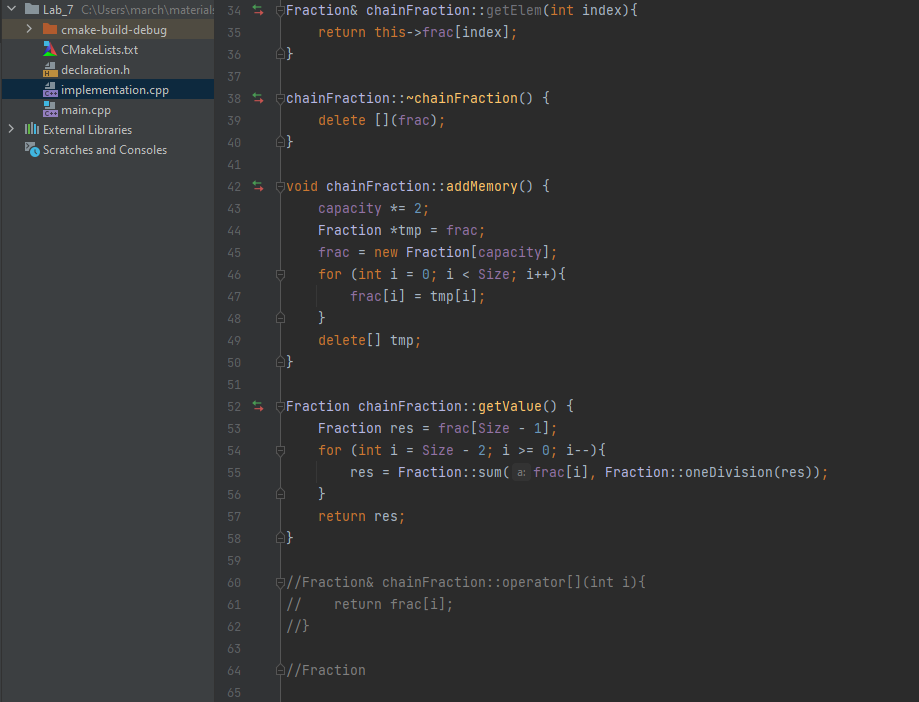 Lab_7 C:\Users\march\materials
cmake-build-debug
CMakeLists.txt
declaration.h
implementation.cpp
main.cpp
External Libraries
Scratches and Consoles
34 Fraction& chainFraction::getElem(int index){
35     return this->frac[index];
36 }
37
38 chainFraction::~chainFraction() {
39     delete [](frac);
40 }
41
42 void chainFraction::addMemory() {
43     capacity *= 2;
44     Fraction *tmp = frac;
45     frac = new Fraction[capacity];
46     for (int i = 0; i < Size; i++){
47         frac[i] = tmp[i];
48     }
49     delete[] tmp;
50 }
51
52 Fraction chainFraction::getValue() {
53     Fraction res = frac[Size - 1];
54     for (int i = Size - 2; i >= 0; i--){
55         res = Fraction::sum( a: frac[i], Fraction::oneDivision(res));
56     }
57     return res;
58 }
59
60 //Fraction& chainFraction::operator[](int i){
61 //    return frac[i];
62 //}
63
64 //Fraction
65